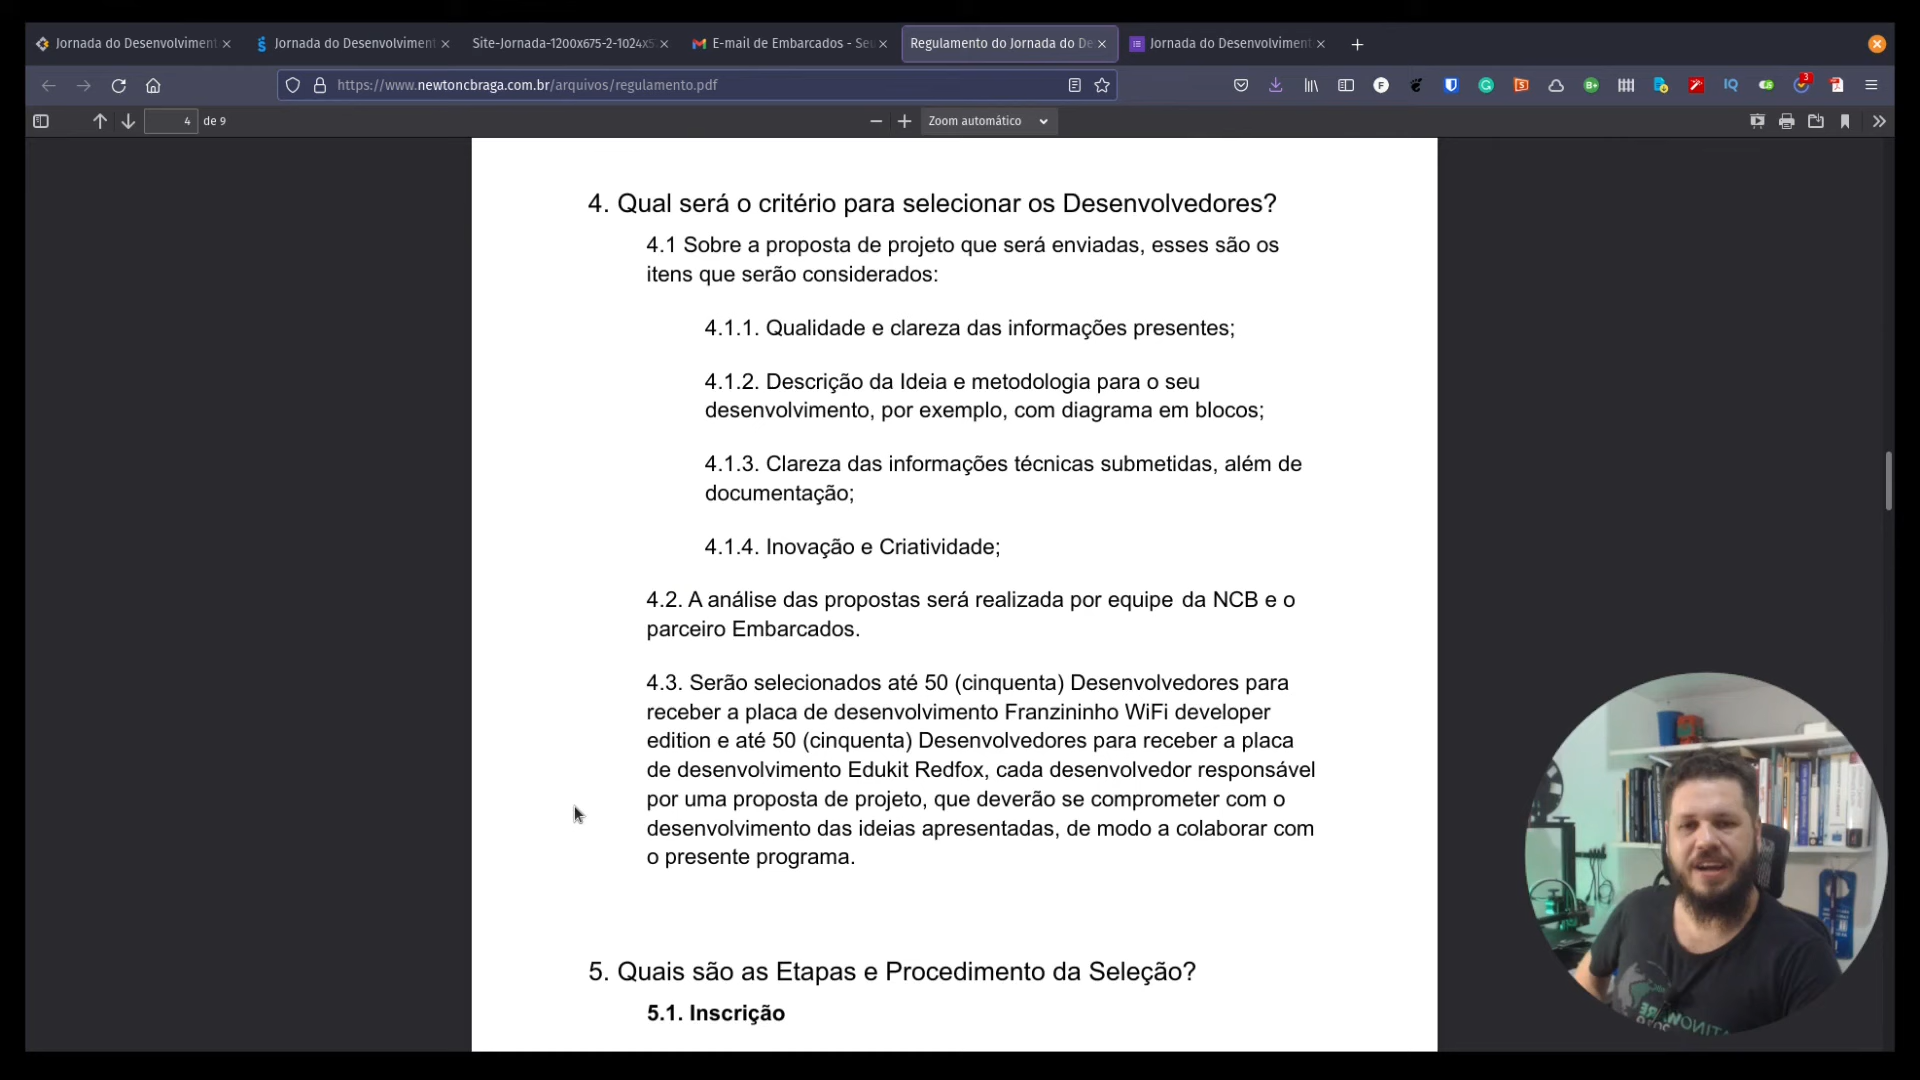 Jornada do Desenvolviment
Jornada do Desenvolviment
Site-Jornada-1200x675-2-1024x5
E-mail de Embarcados - Seu
Regulamento do Jornada do De
Jornada do Desenvolviment
https://www.newtoncbraga.com.br/arquivos/regulamento.pdf
3
4 de 9
Zoom automático
4. Qual será o critério para selecionar os Desenvolvedores?
4.1 Sobre a proposta de projeto que será enviadas, esses são os
itens que serão considerados:
4.1.1. Qualidade e clareza das informações presentes;
4.1.2. Descrição da Ideia e metodologia para o seu
desenvolvimento, por exemplo, com diagrama em blocos;
4.1.3. Clareza das informações técnicas submetidas, além de
documentação;
4.1.4. Inovação e Criatividade;
4.2. A análise das propostas será realizada por equipe da NCB e o
parceiro Embarcados.
4.3. Serão selecionados até 50 (cinquenta) Desenvolvedores para
receber a placa de desenvolvimento Franzininho WiFi developer
edition e até 50 (cinquenta) Desenvolvedores para receber a placa
de desenvolvimento Edukit Redfox, cada desenvolvedor responsável
por uma proposta de projeto, que deverão se comprometer com o
desenvolvimento das ideias apresentadas, de modo a colaborar com
o presente programa.
5. Quais são as Etapas e Procedimento da Seleção?
5.1. Inscrição